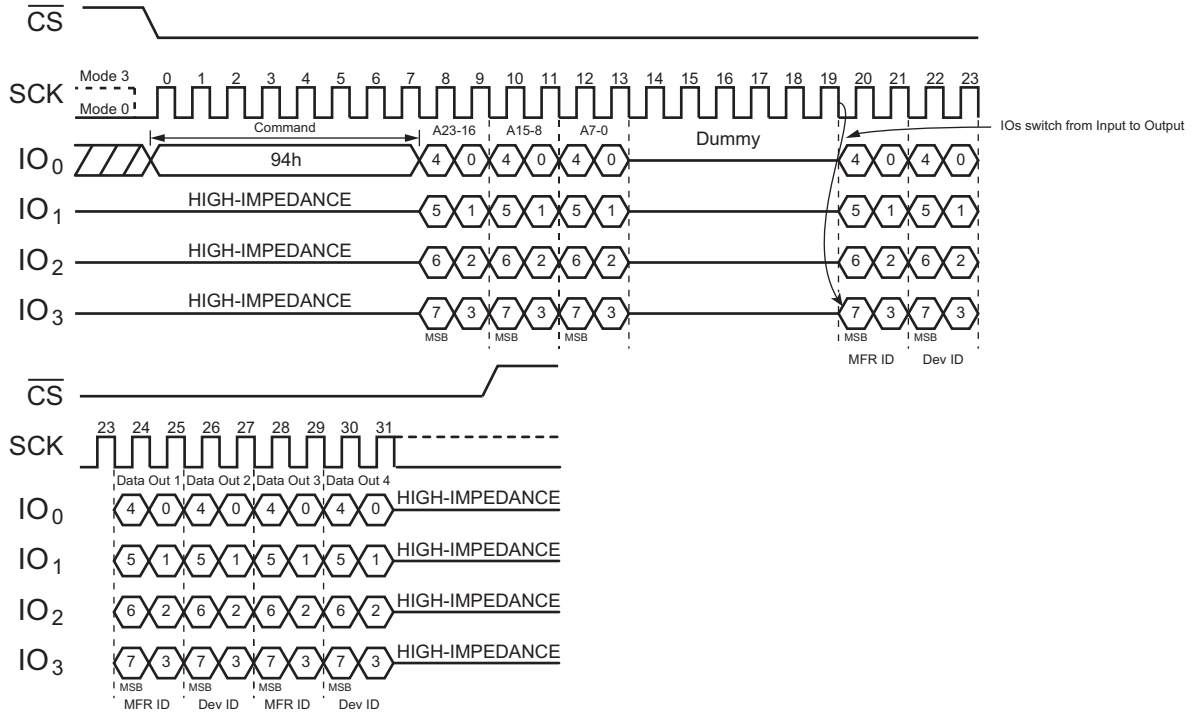 CS
Mode 3
0 1 2 3 4 5 6 7 8 9 10 11 12 13 14 15 16 17 18 19 20 21 22 23
SCK
Mode 0
Command
A23-16 A15-8 A7-0
Dummy
IOs switch from Input to Output
IO0 94h 4 0 4 0 4 0 4 0 4 0
IO1 HIGH-IMPEDANCE 5 1 5 1 5 1 5 1 5 1
IO2 HIGH-IMPEDANCE 6 2 6 2 6 2 6 2 6 2
IO3 HIGH-IMPEDANCE 7 3 7 3 7 3 7 3 7 3
MSB MSB MSB MSB MSB
MFR ID Dev ID
CS
23 24 25 26 27 28 29 30 31
SCK
Data Out 1 Data Out 2 Data Out 3 Data Out 4
IO0 4 0 4 0 4 0 4 0 HIGH-IMPEDANCE
IO1 5 1 5 1 5 1 5 1 HIGH-IMPEDANCE
IO2 6 2 6 2 6 2 6 2 HIGH-IMPEDANCE
IO3 7 3 7 3 7 3 7 3 HIGH-IMPEDANCE
MSB MSB MSB MSB
MFR ID Dev ID MFR ID Dev ID